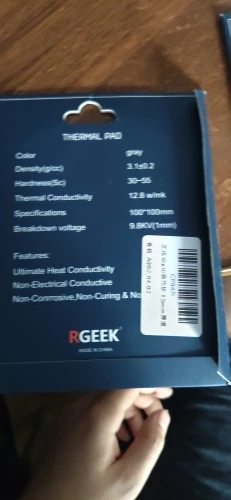 THERMAL PAD
Color gray
Density(g/cc) 3.1±0.2
Hardness(Sc) 30~55
Thermal Conductivity 12.8 w/mk
Specifications 100*100mm
Breakdown voltage 9.8KV(1mm)
Features:
Ultimate Heat Conductivity
Non-Electrical Conductive
Non-Conrrosive,Non-Curing & No
RGEEK
MADE IN CHINA